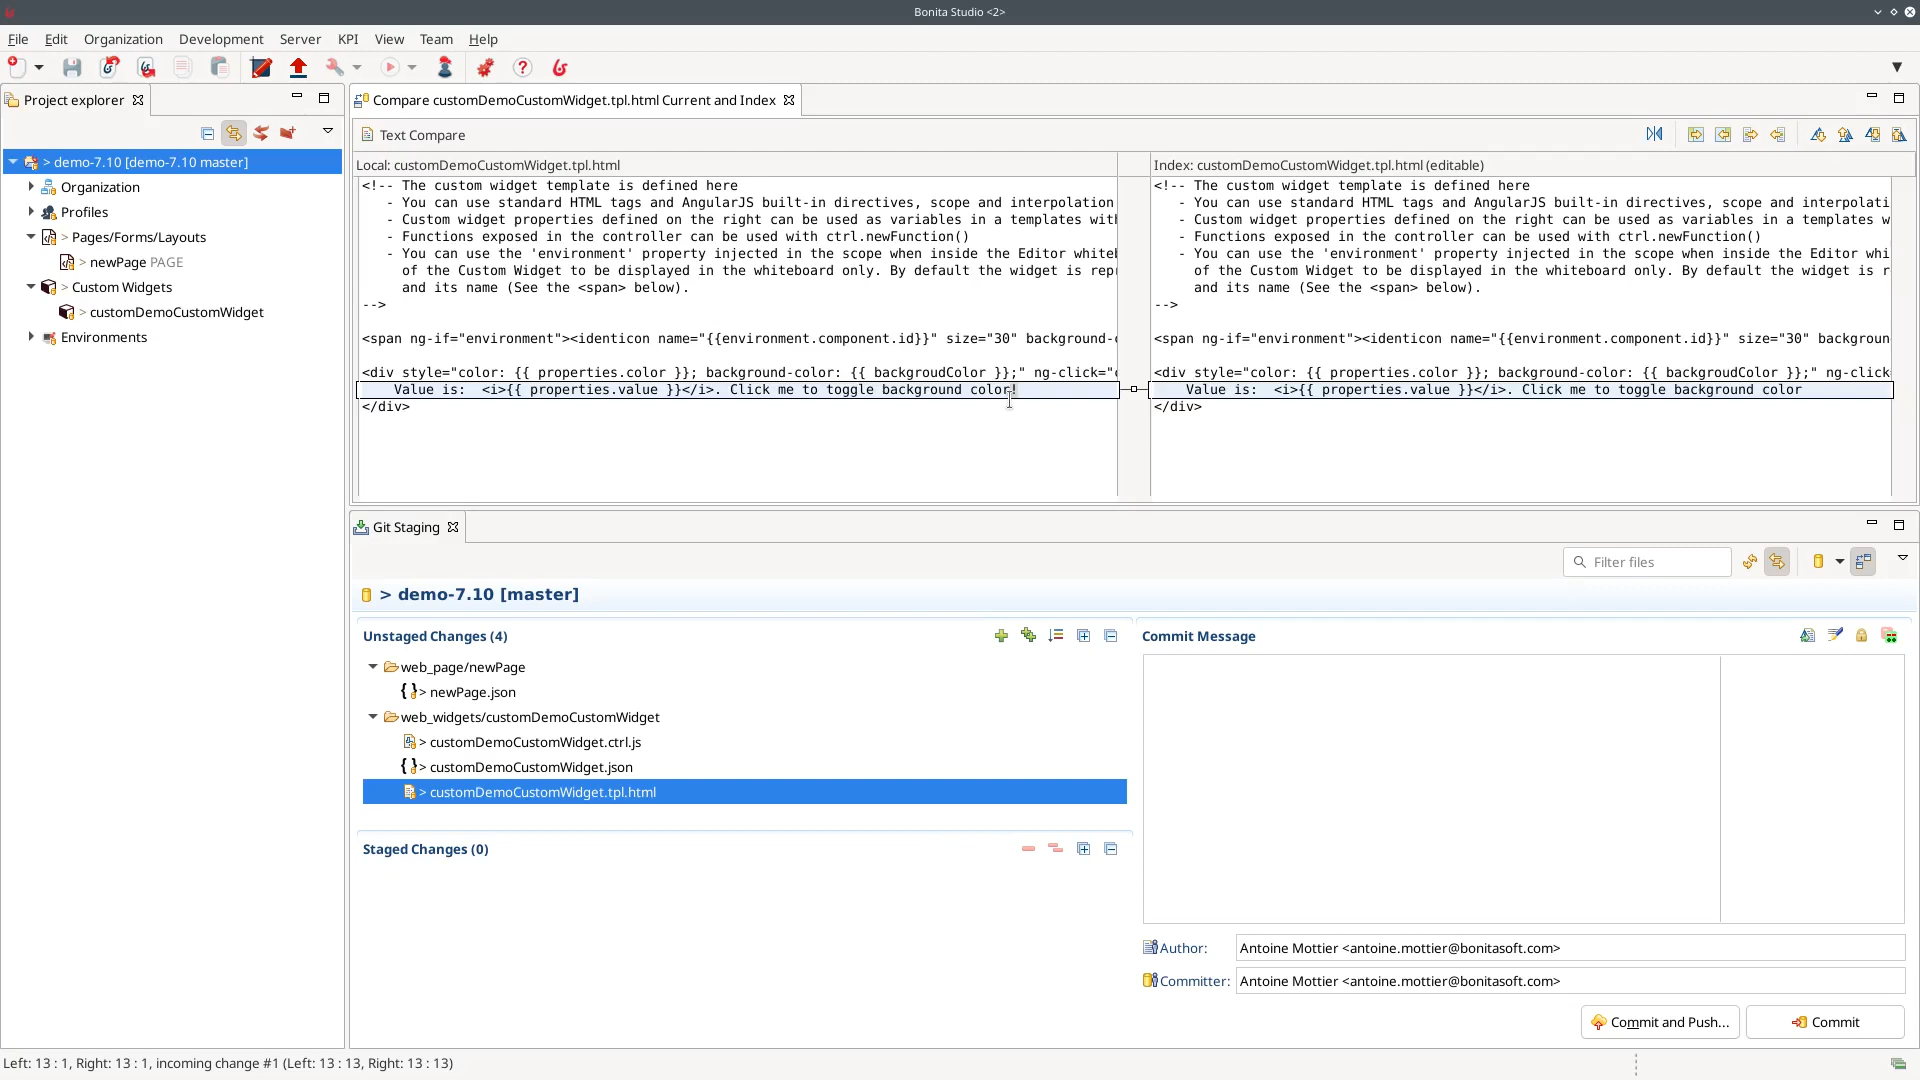 Bonita Studio <2>
File Edit Organization Development Server KPI View Team Help
Project explorer
> demo-7.10 [demo-7.10 master]
Organization
Profiles
> Pages/Forms/Layouts
> newPage PAGE
> Custom Widgets
> customDemoCustomWidget
Environments
Compare customDemoCustomWidget.tpl.html Current and Index
Text Compare
Local: customDemoCustomWidget.tpl.html
<!-- The custom widget template is defined here
- You can use standard HTML tags and AngularJS built-in directives, scope and interpolation
- Custom widget properties defined on the right can be used as variables in a templates wit
- Functions exposed in the controller can be used with ctrl.newFunction()
- You can use the 'environment' property injected in the scope when inside the Editor white
of the Custom Widget to be displayed in the whiteboard only. By default the widget is rep
and its name (See the <span> below).
-->
<span ng-if="environment"><identicon name="{{environment.component.id}}" size="30" background-
<div style="color: {{ properties.color }}; background-color: {{ backgroudColor }};" ng-click="
Value is:  <i>{{ properties.value }}</i>. Click me to toggle background color!
</div>
Index: customDemoCustomWidget.tpl.html (editable)
<!-- The custom widget template is defined here
- You can use standard HTML tags and AngularJS built-in directives, scope and interpolati
- Custom widget properties defined on the right can be used as variables in a templates w
- Functions exposed in the controller can be used with ctrl.newFunction()
- You can use the 'environment' property injected in the scope when inside the Editor whi
of the Custom Widget to be displayed in the whiteboard only. By default the widget is r
and its name (See the <span> below).
-->
<span ng-if="environment"><identicon name="{{environment.component.id}}" size="30" backgroun
<div style="color: {{ properties.color }}; background-color: {{ backgroudColor }};" ng-click
Value is:  <i>{{ properties.value }}</i>. Click me to toggle background color
</div>
Git Staging
Filter files
> demo-7.10 [master]
Unstaged Changes (4)
web_page/newPage
> newPage.json
web_widgets/customDemoCustomWidget
> customDemoCustomWidget.ctrl.js
> customDemoCustomWidget.json
> customDemoCustomWidget.tpl.html
Staged Changes (0)
Commit Message
Author: Antoine Mottier <antoine.mottier@bonitasoft.com>
Committer: Antoine Mottier <antoine.mottier@bonitasoft.com>
Commit and Push...
Commit
Left: 13 : 1, Right: 13 : 1, incoming change #1 (Left: 13 : 13, Right: 13 : 13)